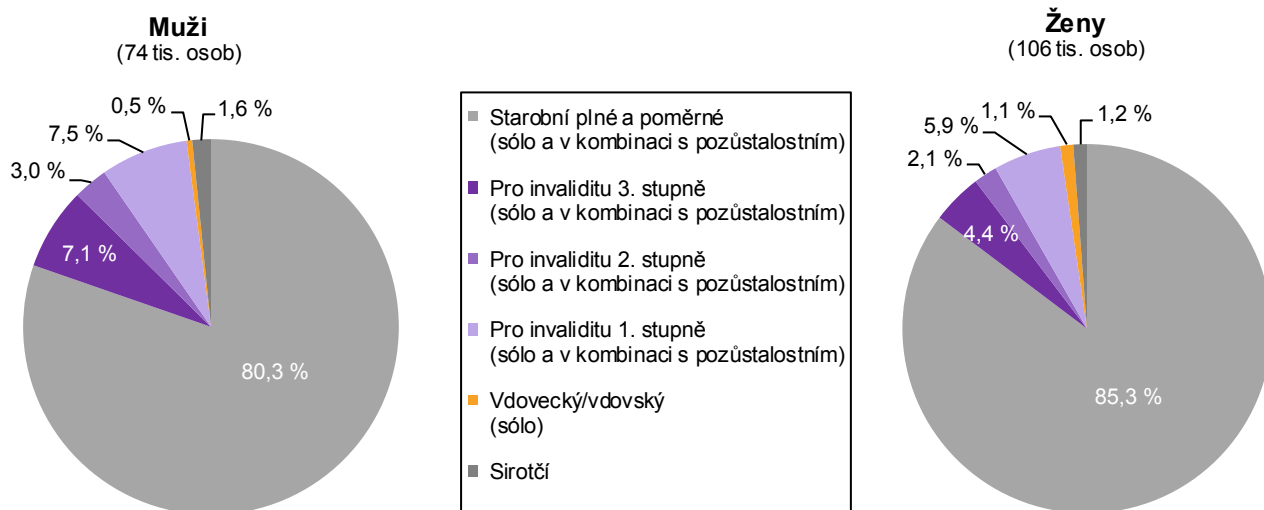 Muži
(74 tis. osob)
0,5 %
1,6 %
7,5 %
3,0 %
7,1 %
80,3 %
Starobní plné a poměrné
(sólo a v kombinaci s pozůstalostním)
Pro invaliditu 3. stupně
(sólo a v kombinaci s pozůstalostním)
Pro invaliditu 2. stupně
(sólo a v kombinaci s pozůstalostním)
Pro invaliditu 1. stupně
(sólo a v kombinaci s pozůstalostním)
Vdovecký/vdovský
(sólo)
Sirotčí
Ženy
(106 tis. osob)
1,1 %
1,2 %
5,9 %
2,1 %
4,4 %
85,3 %